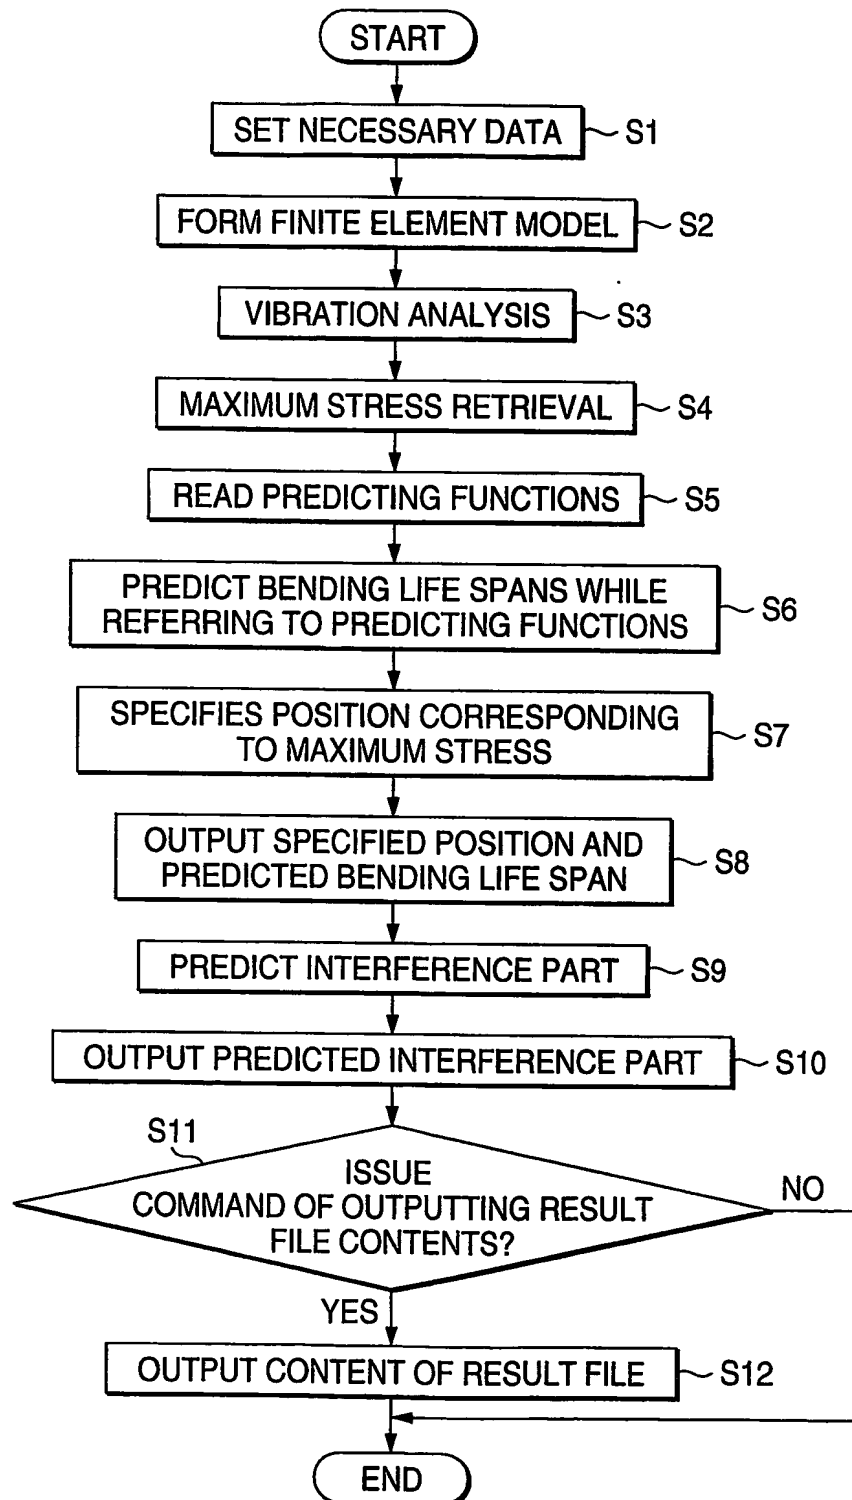 START
SET NECESSARY DATA
S1
FORM FINITE ELEMENT MODEL
S2
VIBRATION ANALYSIS
S3
MAXIMUM STRESS RETRIEVAL
S4
READ PREDICTING FUNCTIONS
S5
PREDICT BENDING LIFE SPANS WHILE
REFERRING TO PREDICTING FUNCTIONS
S6
SPECIFIES POSITION CORRESPONDING
TO MAXIMUM STRESS
S7
OUTPUT SPECIFIED POSITION AND
PREDICTED BENDING LIFE SPAN
S8
PREDICT INTERFERENCE PART
S9
OUTPUT PREDICTED INTERFERENCE PART
S10
S11
ISSUE
COMMAND OF OUTPUTTING RESULT
FILE CONTENTS?
NO
YES
OUTPUT CONTENT OF RESULT FILE
S12
END